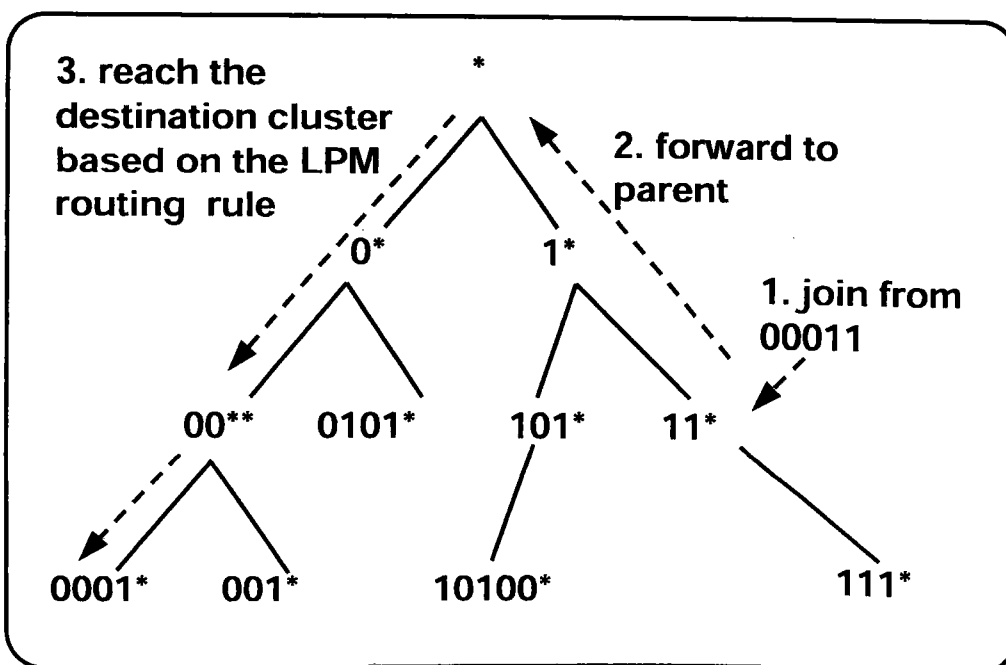 *
3. reach the
destination cluster
based on the LPM
routing rule
2. forward to
parent
0*
1*
1. join from
00011
00**
0101*
101*
11*
0001*
001*
10100*
111*